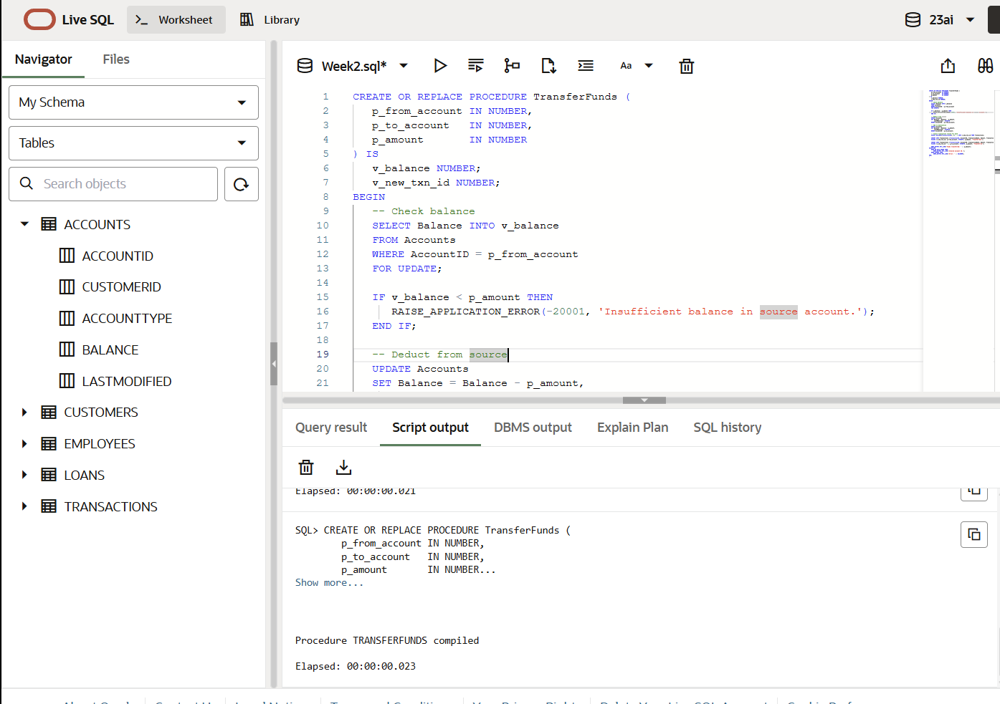 Live SQL
Worksheet
Library
23ai
Navigator
Files
My Schema
Tables
Search objects
ACCOUNTS
ACCOUNTID
CUSTOMERID
ACCOUNTTYPE
BALANCE
LASTMODIFIED
CUSTOMERS
EMPLOYEES
LOANS
TRANSACTIONS
Week2.sql*
Aa
1 CREATE OR REPLACE PROCEDURE TransferFunds (
2 p_from_account IN NUMBER,
3 p_to_account IN NUMBER,
4 p_amount IN NUMBER
5 ) IS
6 v_balance NUMBER;
7 v_new_txn_id NUMBER;
8 BEGIN
9 -- Check balance
10 SELECT Balance INTO v_balance
11 FROM Accounts
12 WHERE AccountID = p_from_account
13 FOR UPDATE;
14
15 IF v_balance < p_amount THEN
16 RAISE_APPLICATION_ERROR(-20001, 'Insufficient balance in source account.');
17 END IF;
18
19 -- Deduct from source
20 UPDATE Accounts
21 SET Balance = Balance - p_amount,
Query result
Script output
DBMS output
Explain Plan
SQL history
Elapsed: 00:00:00.021
SQL> CREATE OR REPLACE PROCEDURE TransferFunds (
p_from_account IN NUMBER,
p_to_account IN NUMBER,
p_amount IN NUMBER...
Show more...
Procedure TRANSFERFUNDS compiled
Elapsed: 00:00:00.023